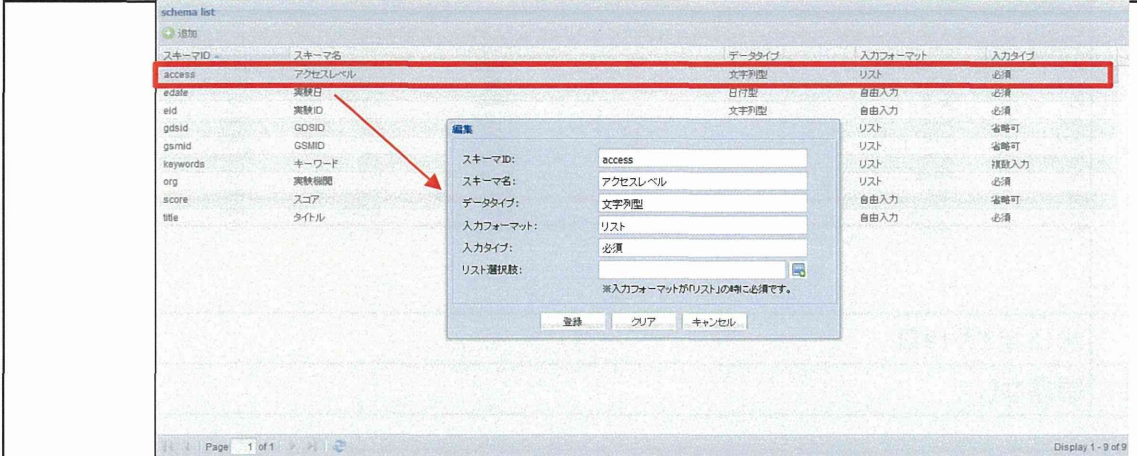 schema list
追加
スキーマID スキーマ名 データタイプ 入力フォーマット 入力タイプ
access アクセスレベル 文字列型 リスト 必須
edate 実験日 日付型 自由入力 必須
eid 実験ID 文字列型 自由入力 必須
gdsid GDSID リスト 省略可
gsmid GSMID リスト 省略可
keywords キーワード リスト 複数入力
org 実験機関 リスト 必須
score スコア 自由入力 省略可
title タイトル 自由入力 必須
編集
スキーマID: access
スキーマ名: アクセスレベル
データタイプ: 文字列型
入力フォーマット: リスト
入力タイプ: 必須
リスト選択肢:
※入力フォーマットが「リスト」の時に必須です。
登録 クリア キャンセル
Page 1 of 1 Display 1 - 9 of 9